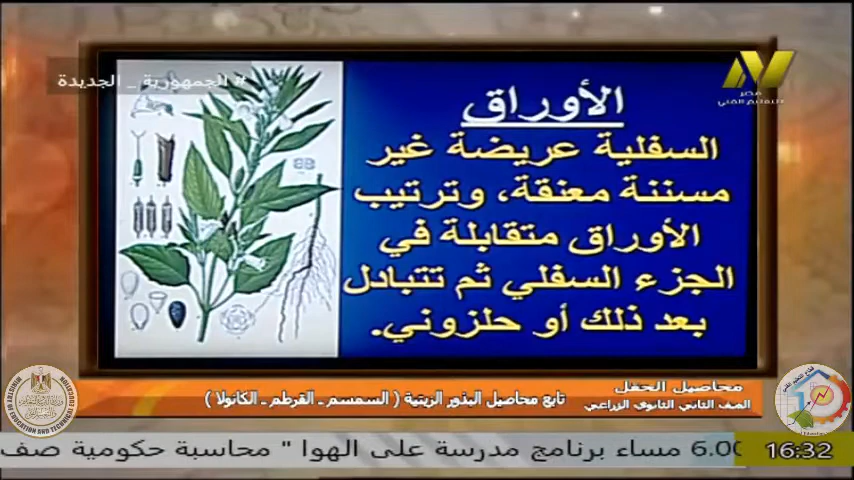 # الجمهورية _ الجديدة
مصر
التعليم الفني
الأوراق
السفلية عريضة غير
مسننة معنقة، وترتيب
الأوراق متقابلة في
الجزء السفلي ثم تتبادل
بعد ذلك أو حلزوني.
محاصيل الحقل
الصف الثاني الثانوي الزراعي
تابع محاصيل البذور الزيتية ( السمسم ـ القرطم ـ الكانولا )
6.00 مساء برنامج مدرسة على الهوا " محاسبة حكومية صف
16:32